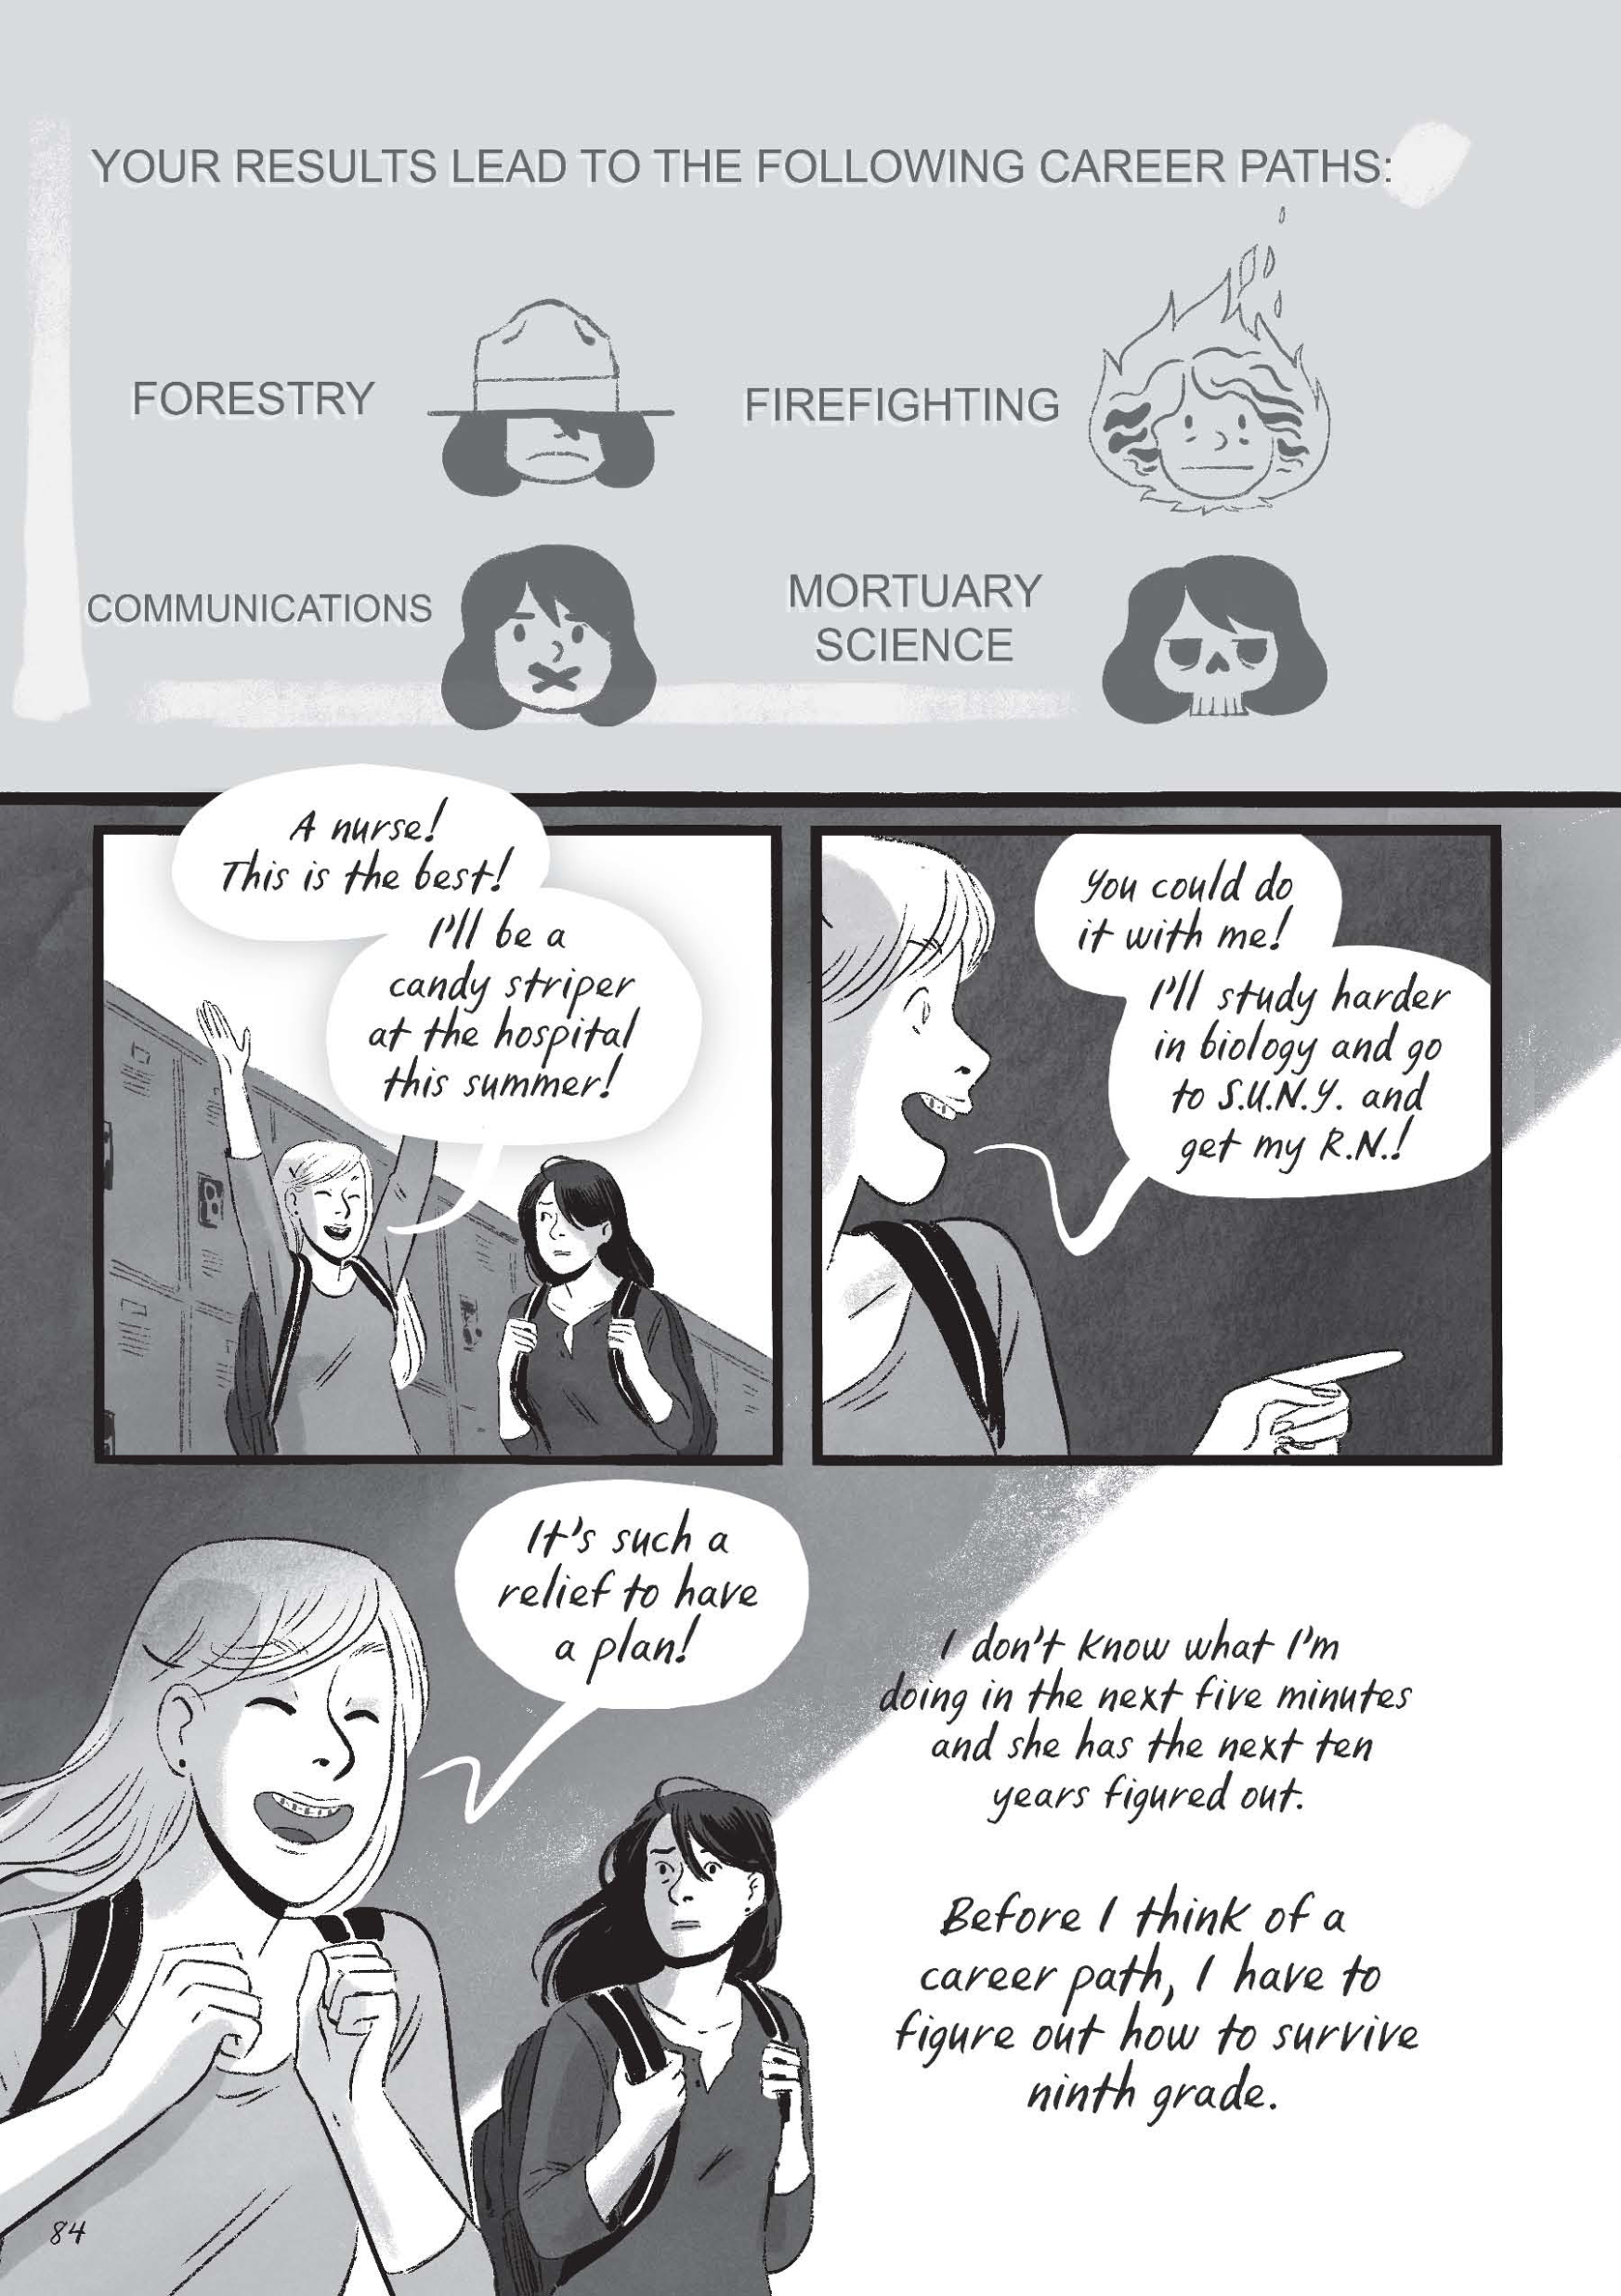 YOUR RESULTS LEAD TO THE FOLLOWING CAREER PATHS:
FORESTRY
FIREFIGHTING
COMMUNICATIONS
MORTUARY
SCIENCE
A nurse!
This is the best!
I'll be a
candy striper
at the hospital
this summer!
You could do
it with me!
I'll study harder
in biology and go
to S.U.N.Y. and
get my R.N.!
It's such a
relief to have
a plan!
I don't know what I'm
doing in the next five minutes
and she has the next ten
years figured out.
Before I think of a
career path, I have to
figure out how to survive
ninth grade.
84